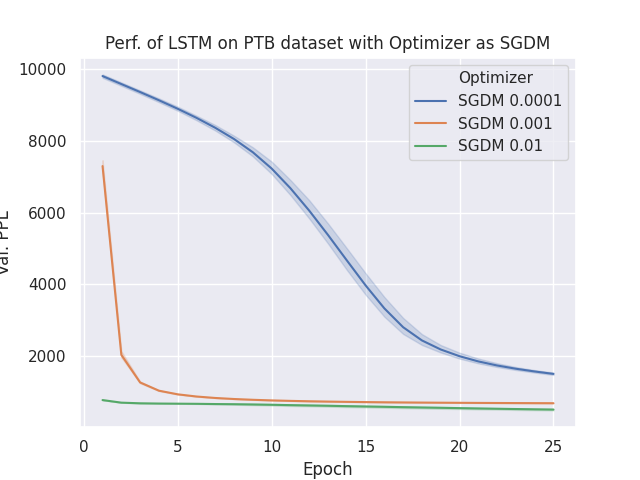 Perf. of LSTM on PTB dataset with Optimizer as SGDM
Val. PPL
10000
8000
6000
4000
2000
Optimizer
SGDM 0.0001
SGDM 0.001
SGDM 0.01
0 5 10 15 20 25
Epoch